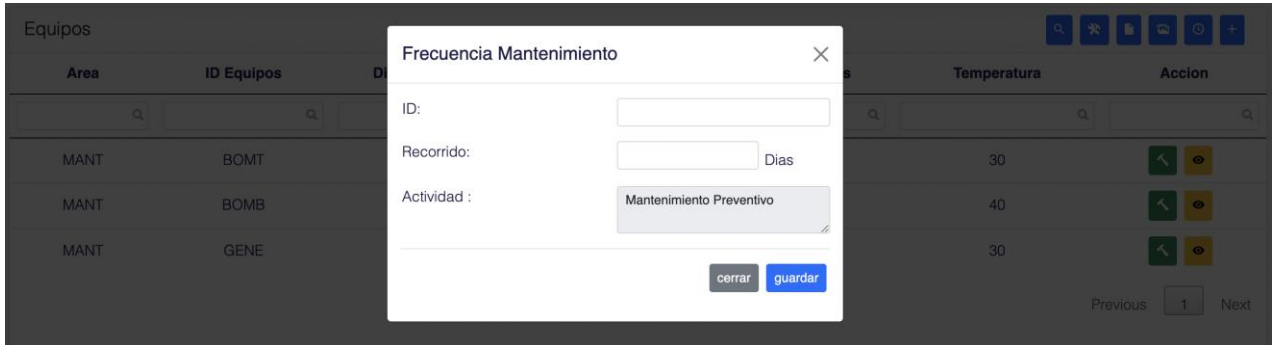 Equipos
Frecuencia Mantenimiento
Area ID Equipos Temperatura Accion
ID:
Recorrido: Dias
MANT BOMT 30
Actividad : Mantenimiento Preventivo
MANT BOMB 40
MANT GENE 30
cerrar guardar
Previous 1 Next